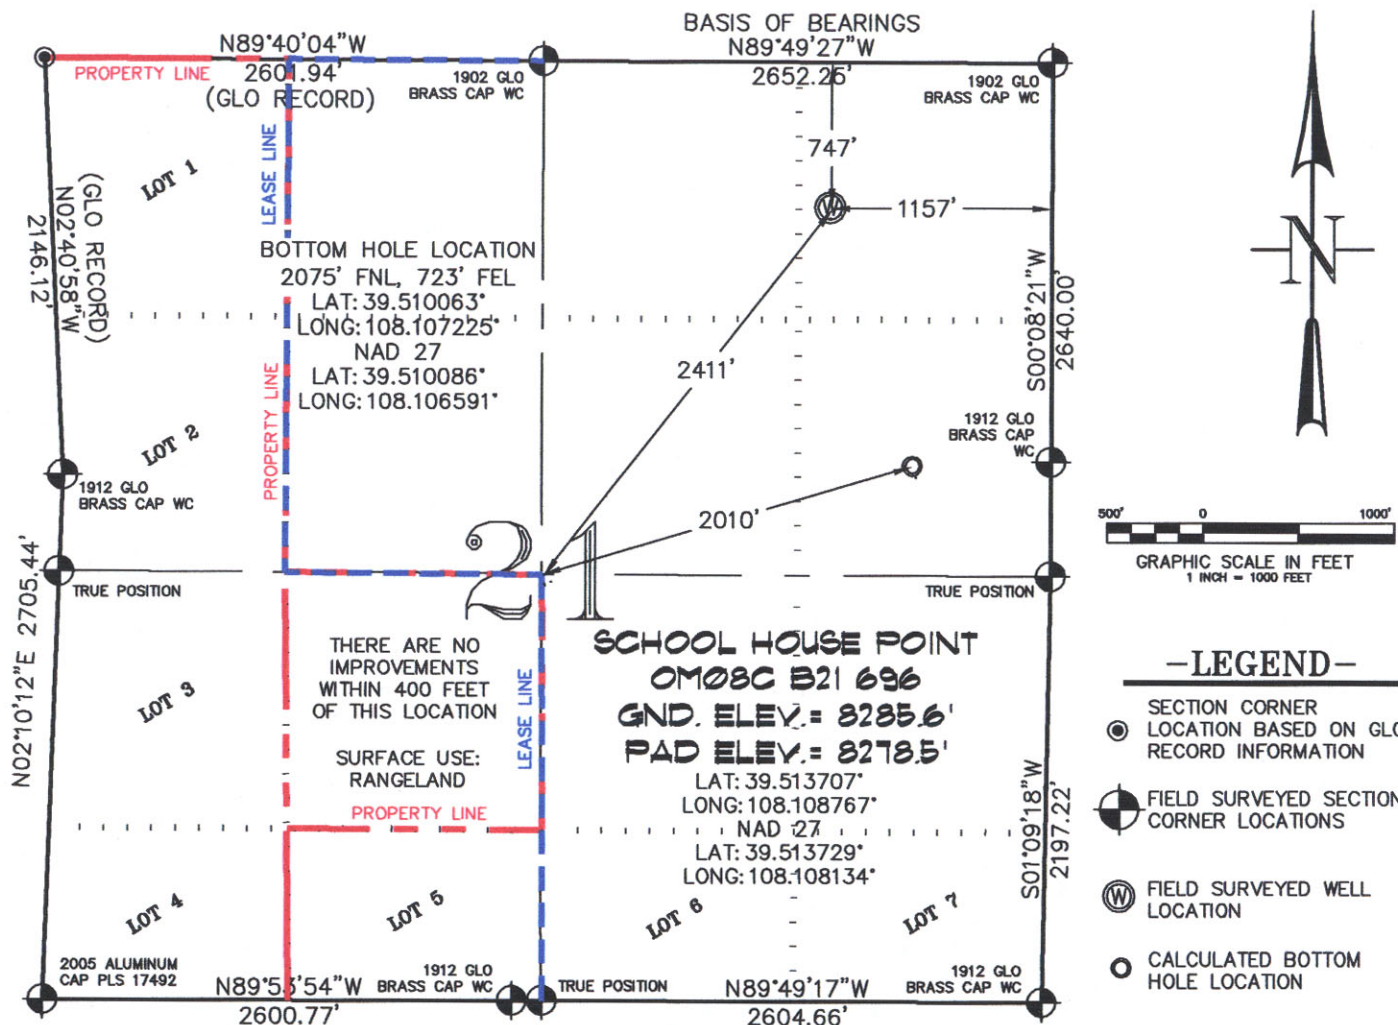 BASIS OF BEARINGS
N89°40'04"W
N89°49'27"W
PROPERTY LINE
2601.94'
(GLO RECORD)
1902 GLO
BRASS CAP WC
2652.26'
1902 GLO
BRASS CAP WC
747'
LOT 1
LEASE LINE
(GLO RECORD)
N02°40'58"W
2146.12'
W
1157'
N
BOTTOM HOLE LOCATION
2075' FNL, 723' FEL
LAT: 39.510063°
LONG: 108.107225°
NAD 27
LAT: 39.510086°
LONG: 108.106591°
S00°08'21"W
2640.00'
2411'
PROPERTY LINE
LOT 2
1912 GLO
BRASS CAP
WC
1912 GLO
BRASS CAP WC
2010'
21
500'
0
1000'
GRAPHIC SCALE IN FEET
1 INCH = 1000 FEET
TRUE POSITION
TRUE POSITION
N02°10'12"E 2705.44'
THERE ARE NO
IMPROVEMENTS
WITHIN 400 FEET
OF THIS LOCATION
SURFACE USE:
RANGELAND
LOT 3
LEASE LINE
SCHOOL HOUSE POINT
OM08C B21 696
GND. ELEV.= 8285.6'
PAD ELEV.= 8278.5'
LAT: 39.513707°
LONG: 108.108767°
NAD 27
LAT: 39.513729°
LONG: 108.108134°
PROPERTY LINE
S01°09'18"W
2197.22'
LOT 4
LOT 5
LOT 6
LOT 7
2005 ALUMINUM
CAP PLS 17492
N89°53'54"W
2600.77'
1912 GLO
BRASS CAP WC
TRUE POSITION
N89°49'17"W
2604.66'
1912 GLO
BRASS CAP WC
-LEGEND-
SECTION CORNER
LOCATION BASED ON GLO
RECORD INFORMATION
FIELD SURVEYED SECTION
CORNER LOCATIONS
W
FIELD SURVEYED WELL
LOCATION
CALCULATED BOTTOM
HOLE LOCATION